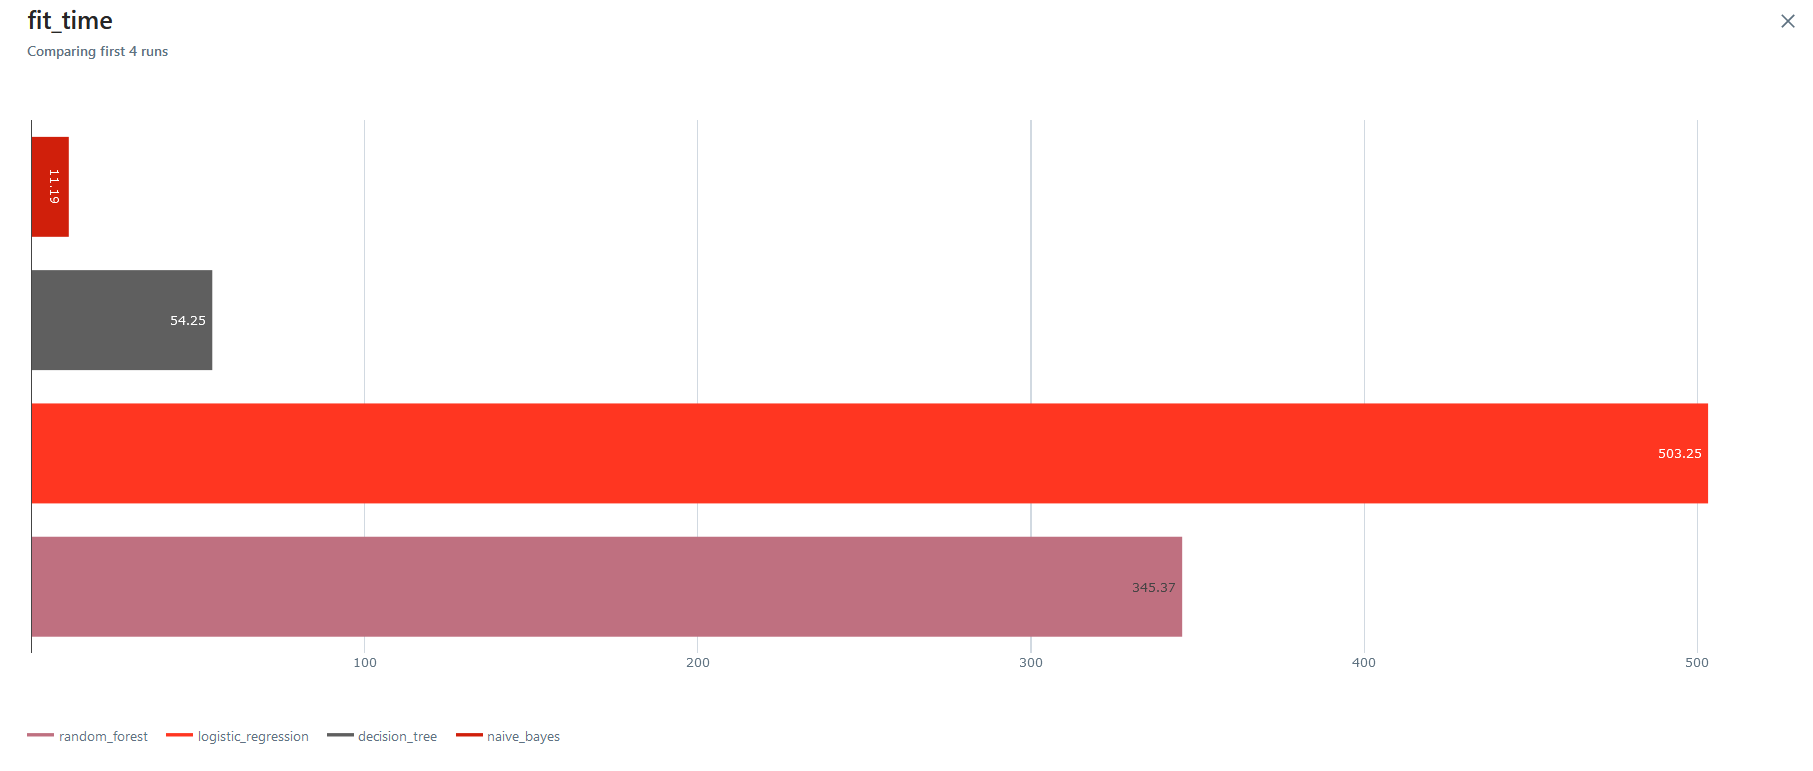 fit_time
Comparing first 4 runs
11.19
54.25
503.25
345.37
100 200 300 400 500
random_forest logistic_regression decision_tree naive_bayes